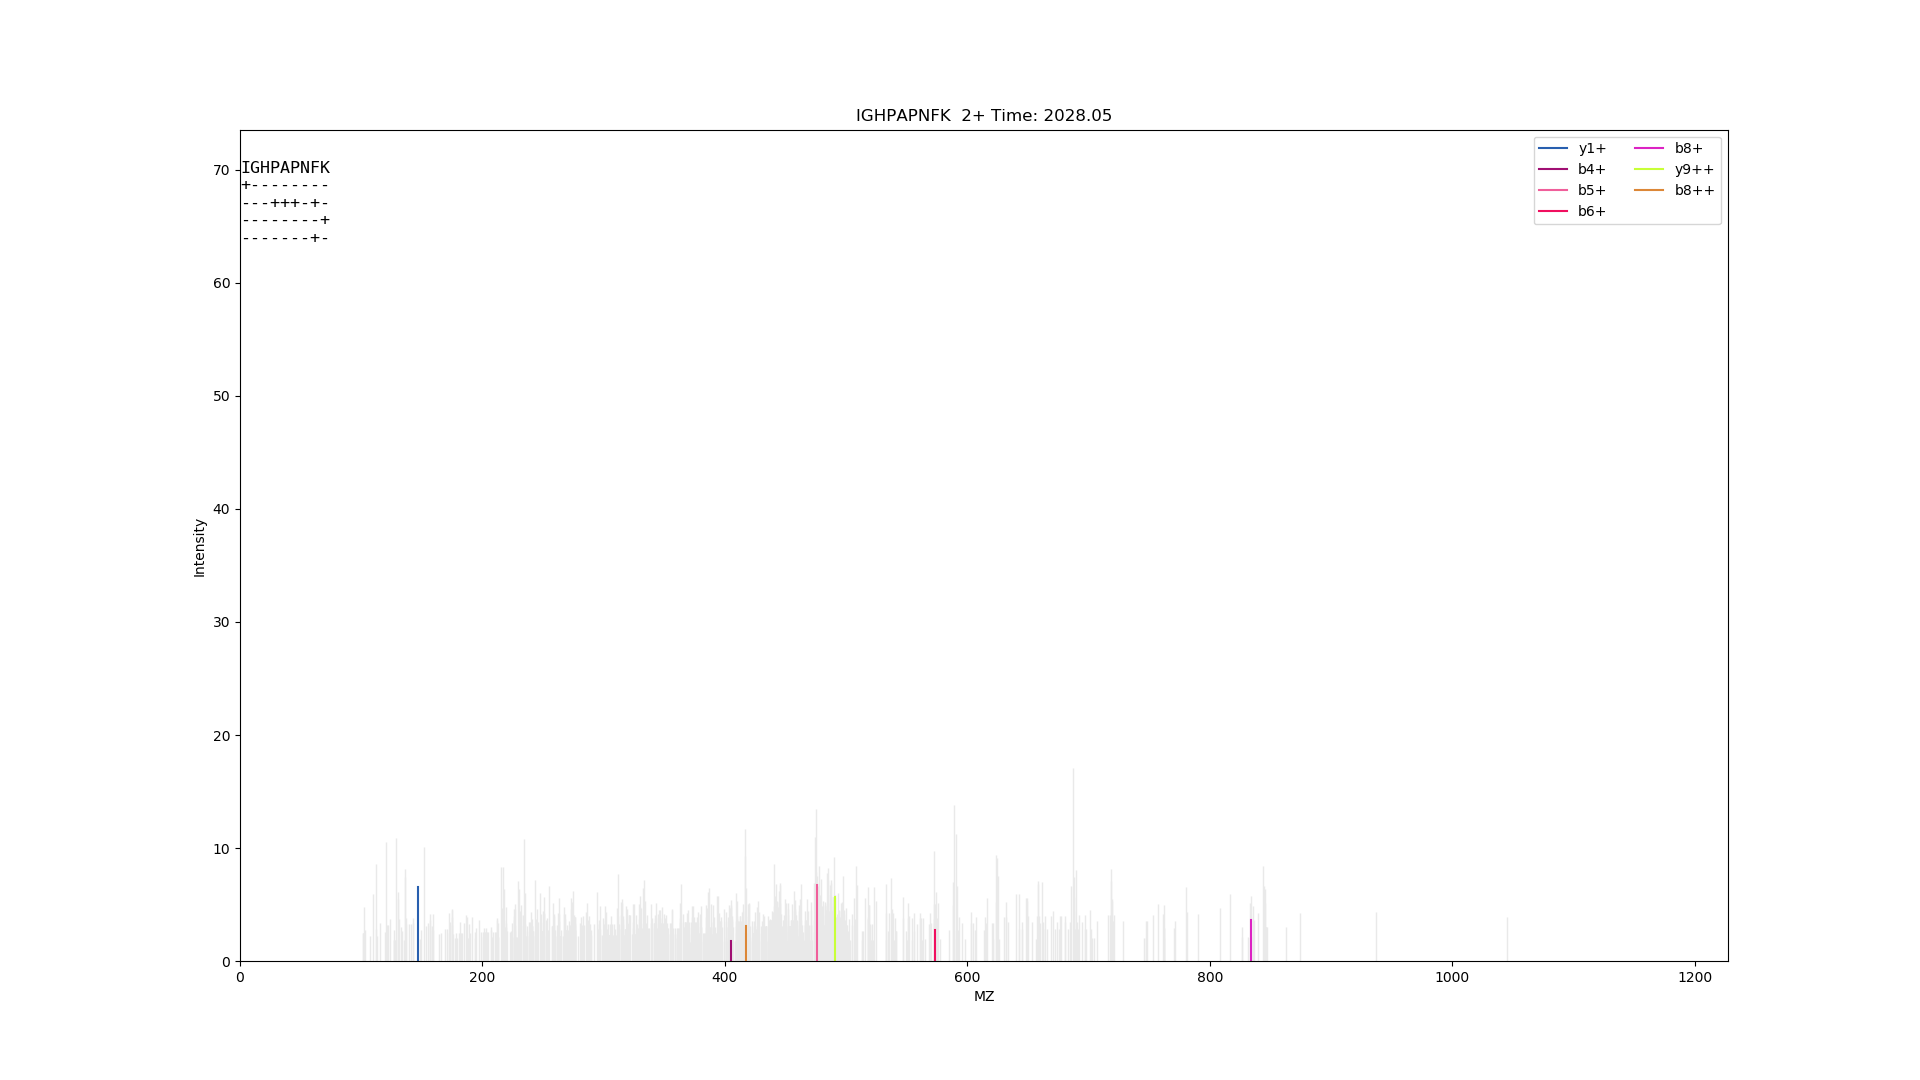 IGHPAPNFK  2+ Time: 2028.05
IGHPAPNFK
+--------
---+++-+-
--------+
-------+-
y1+
b4+
b5+
b6+
b8+
y9++
b8++
70
60
50
40
30
20
10
0
Intensity
0 200 400 600 800 1000 1200
MZ